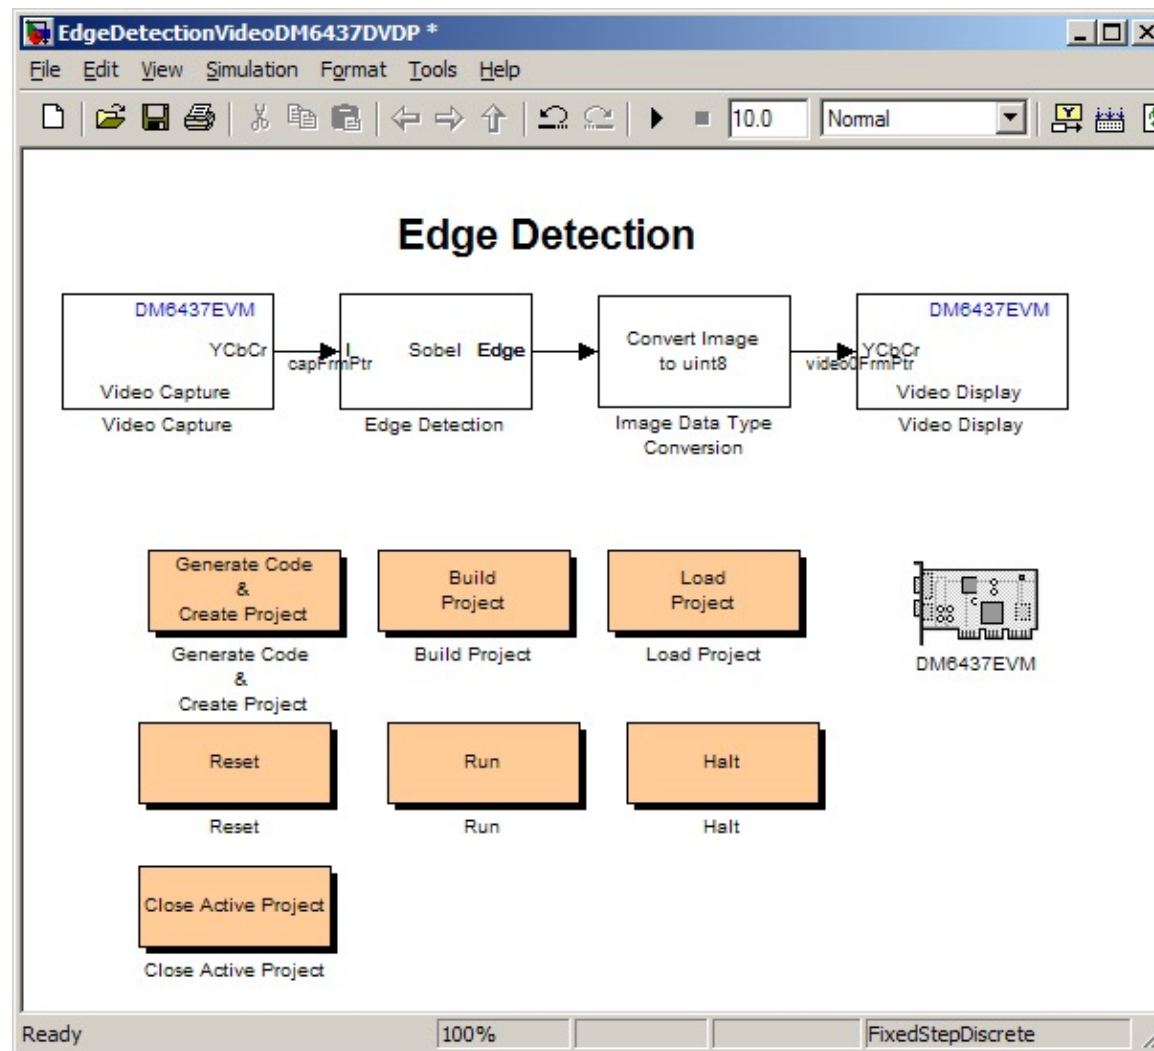 EdgeDetectionVideoDM6437DVDP *
File Edit View Simulation Format Tools Help
10.0 Normal
Edge Detection
DM6437EVM
YCbCr
Video Capture
Video Capture
capFrmPtr
I Sobel Edge
Edge Detection
Convert Image
to uint8
Image Data Type
Conversion
video0FrmPtr
DM6437EVM
YCbCr
Video Display
Video Display
Generate Code
&
Create Project
Generate Code
&
Create Project
Build
Project
Build Project
Load
Project
Load Project
DM6437EVM
Reset
Reset
Run
Run
Halt
Halt
Close Active Project
Close Active Project
Ready 100% FixedStepDiscrete